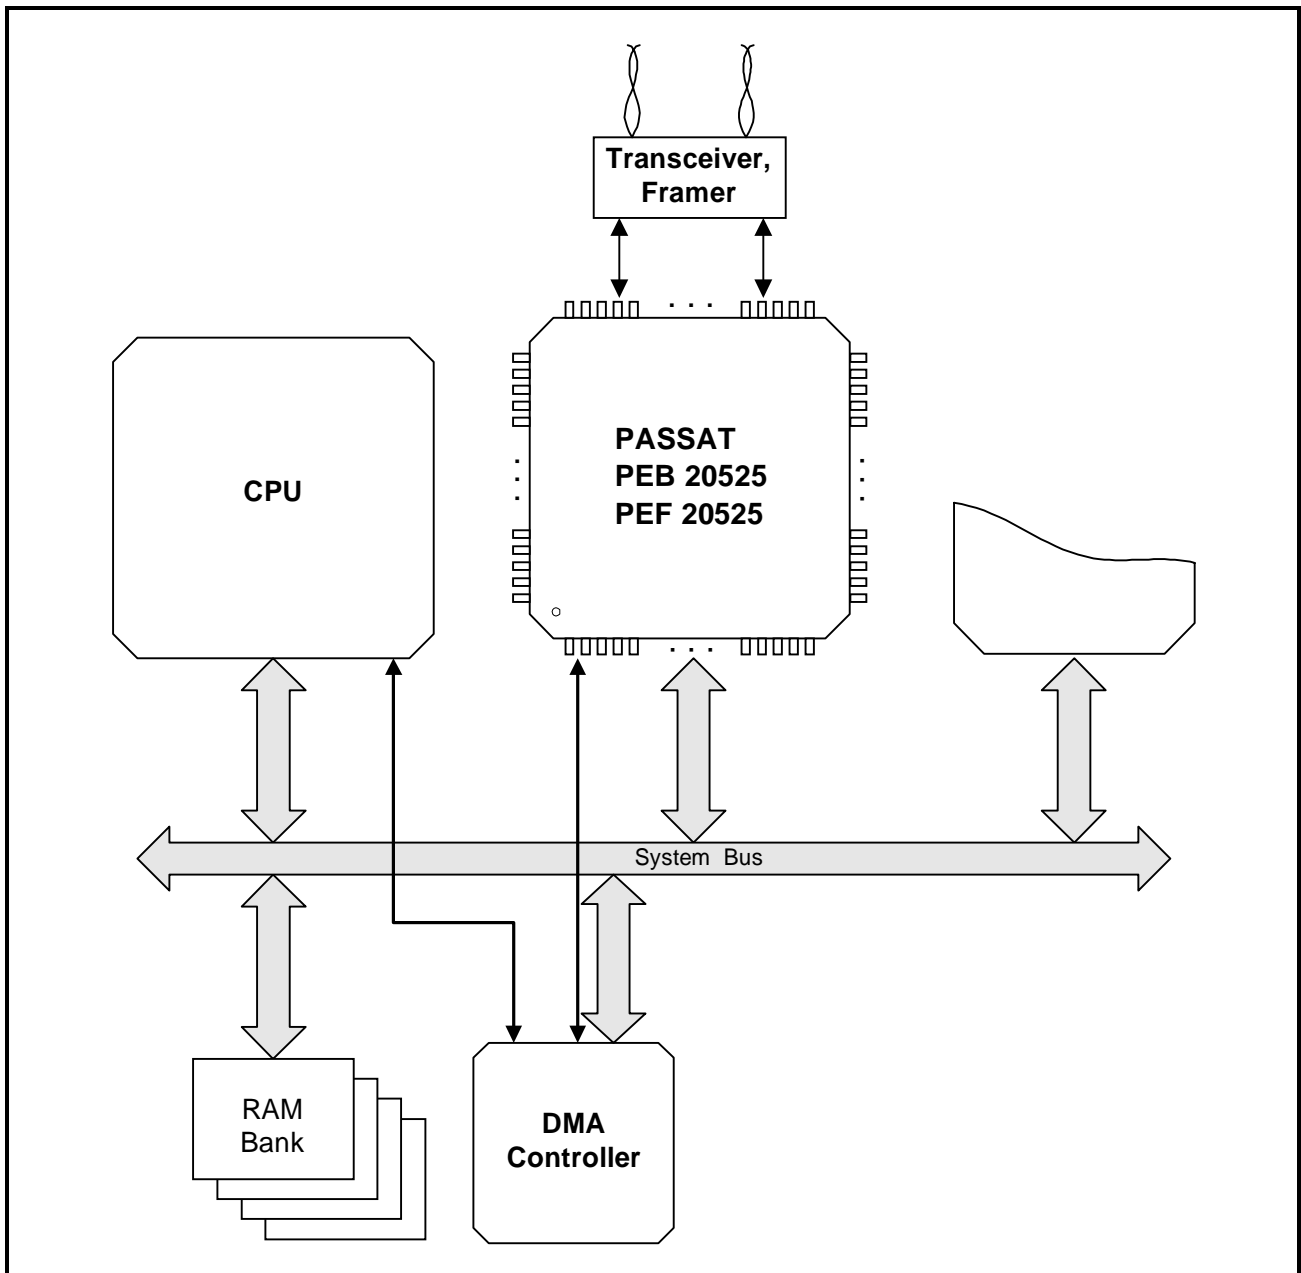 Transceiver,
Framer
CPU
PASSAT
PEB 20525
PEF 20525
System Bus
RAM
Bank
DMA
Controller